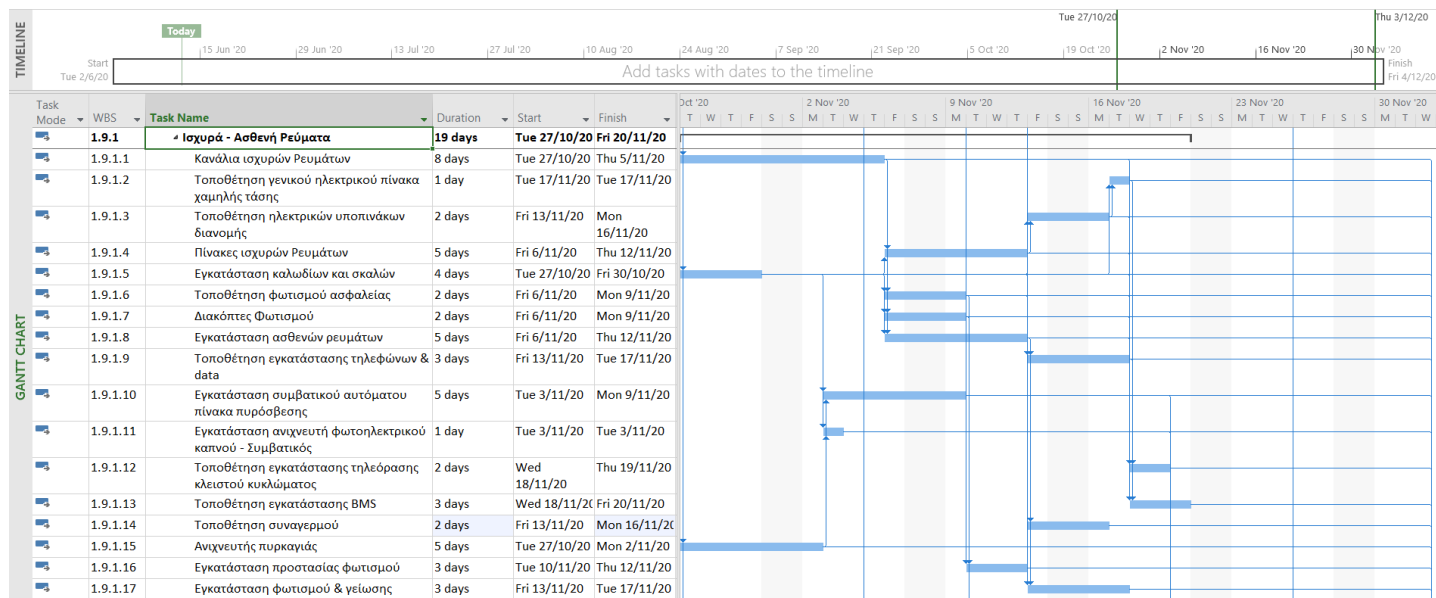 TIMELINE
Tue 27/10/20
Thu 3/12/20
Today
15 Jun '20
29 Jun '20
13 Jul '20
27 Jul '20
10 Aug '20
24 Aug '20
7 Sep '20
21 Sep '20
5 Oct '20
19 Oct '20
2 Nov '20
16 Nov '20
30 Nov '20
Start
Tue 2/6/20
Add tasks with dates to the timeline
Finish
Fri 4/12/20
GANTT CHART
Task Mode WBS Task Name Duration Start Finish
Oct '20 2 Nov '20 9 Nov '20 16 Nov '20 23 Nov '20 30 Nov '20
T W T F S S M T W T F S S M T W T F S S M T W T F S S M T W T F S S M T W
1.9.1 Ισχυρά - Ασθενή Ρεύματα 19 days Tue 27/10/20 Fri 20/11/20
1.9.1.1 Κανάλια ισχυρών Ρευμάτων 8 days Tue 27/10/20 Thu 5/11/20
1.9.1.2 Τοποθέτηση γενικού ηλεκτρικού πίνακα 1 day Tue 17/11/20 Tue 17/11/20
χαμηλής τάσης
1.9.1.3 Τοποθέτηση ηλεκτρικών υποπινάκων 2 days Fri 13/11/20 Mon
διανομής 16/11/20
1.9.1.4 Πίνακες ισχυρών Ρευμάτων 5 days Fri 6/11/20 Thu 12/11/20
1.9.1.5 Εγκατάσταση καλωδίων και σκαλών 4 days Tue 27/10/20 Fri 30/10/20
1.9.1.6 Τοποθέτηση φωτισμού ασφαλείας 2 days Fri 6/11/20 Mon 9/11/20
1.9.1.7 Διακόπτες Φωτισμού 2 days Fri 6/11/20 Mon 9/11/20
1.9.1.8 Εγκατάσταση ασθενών ρευμάτων 5 days Fri 6/11/20 Thu 12/11/20
1.9.1.9 Τοποθέτηση εγκατάστασης τηλεφώνων & 3 days Fri 13/11/20 Tue 17/11/20
data
1.9.1.10 Εγκατάσταση συμβατικού αυτόματου 5 days Tue 3/11/20 Mon 9/11/20
πίνακα πυρόσβεσης
1.9.1.11 Εγκατάσταση ανιχνευτή φωτοηλεκτρικού 1 day Tue 3/11/20 Tue 3/11/20
καπνού - Συμβατικός
1.9.1.12 Τοποθέτηση εγκατάστασης τηλεόρασης 2 days Wed Thu 19/11/20
κλειστού κυκλώματος 18/11/20
1.9.1.13 Τοποθέτηση εγκατάστασης BMS 3 days Wed 18/11/20 Fri 20/11/20
1.9.1.14 Τοποθέτηση συναγερμού 2 days Fri 13/11/20 Mon 16/11/20
1.9.1.15 Ανιχνευτής πυρκαγιάς 5 days Tue 27/10/20 Mon 2/11/20
1.9.1.16 Εγκατάσταση προστασίας φωτισμού 3 days Tue 10/11/20 Thu 12/11/20
1.9.1.17 Εγκατάσταση φωτισμού & γείωσης 3 days Fri 13/11/20 Tue 17/11/20